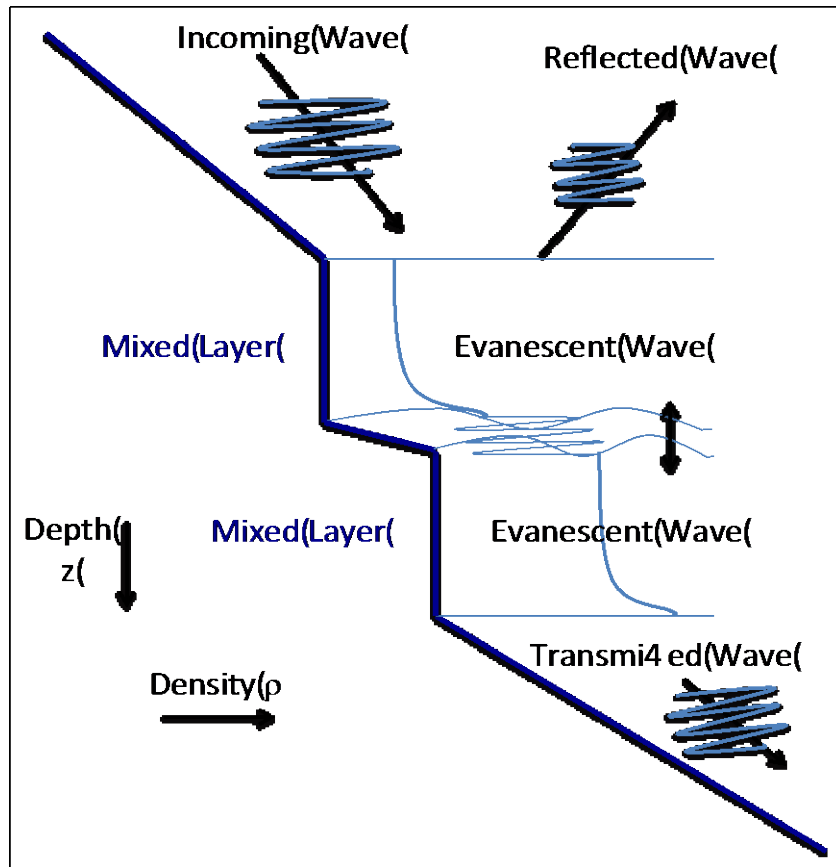 Incoming(Wave(
Reflected(Wave(
Mixed(Layer(
Evanescent(Wave(
Depth(
z(
Mixed(Layer(
Evanescent(Wave(
Transmi4 ed(Wave(
Density(ρ